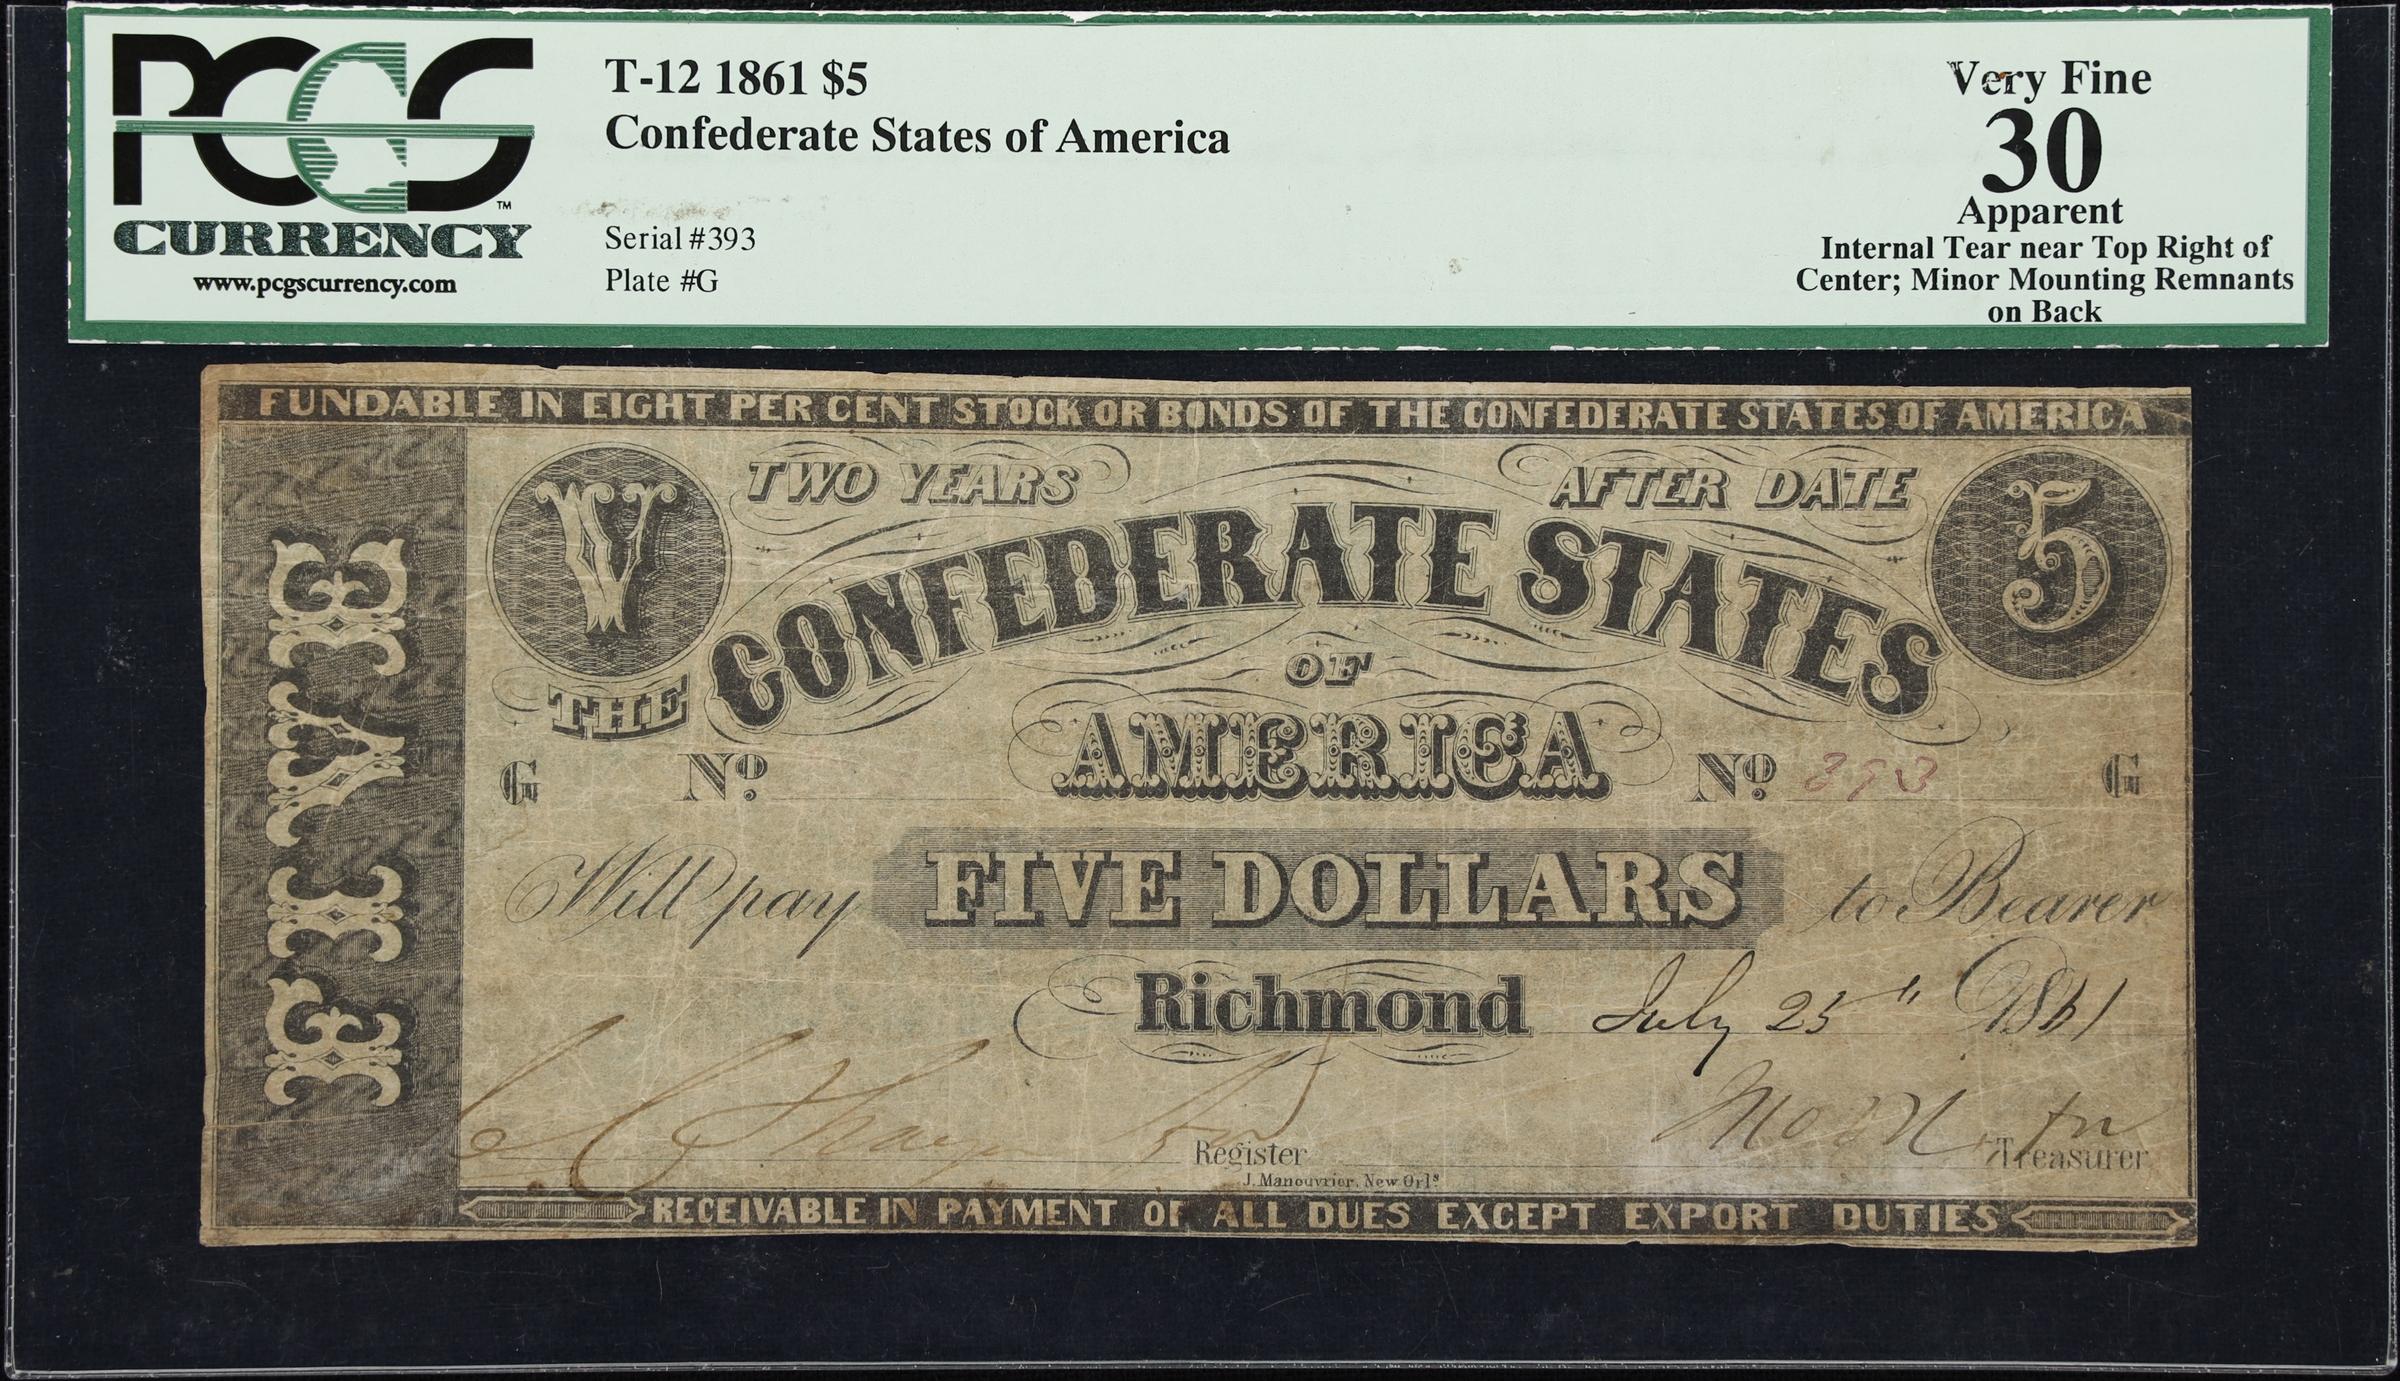 PCGS™
CURRENCY
www.pcgscurrency.com
T-12 1861 $5
Confederate States of America
Serial #393
Plate #G
Very Fine
30
Apparent
Internal Tear near Top Right of
Center; Minor Mounting Remnants
on Back
FUNDABLE IN EIGHT PER CENT STOCK OR BONDS OF THE CONFEDERATE STATES OF AMERICA
FIVE
V TWO YEARS AFTER DATE 5
THE CONFEDERATE STATES
OF
AMERICA
G No. No. 393 G
Will pay FIVE DOLLARS to Bearer
Richmond July 25th 1861
Register
Treasurer
J. Manouvrier, New Orls.
RECEIVABLE IN PAYMENT OF ALL DUES EXCEPT EXPORT DUTIES